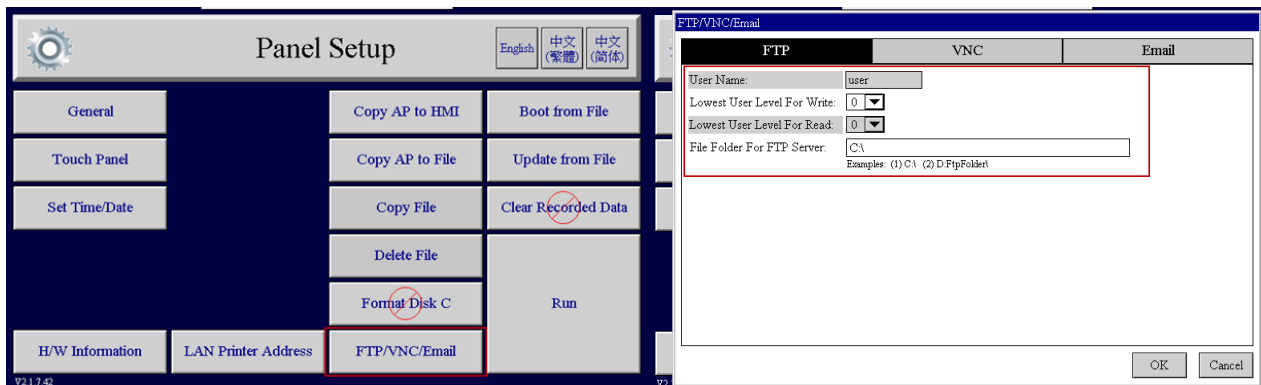 Panel Setup
English
中文
(繁體)
中文
(简体)
General
Copy AP to HMI
Boot from File
Touch Panel
Copy AP to File
Update from File
Set Time/Date
Copy File
Clear Recorded Data
Delete File
Format Disk C
Run
H/W Information
LAN Printer Address
FTP/VNC/Email
V2.1.7.42
V2
FTP/VNC/Email
FTP
VNC
Email
User Name:
user
Lowest User Level For Write:
0
Lowest User Level For Read:
0
File Folder For FTP Server:
C:\
Examples: (1) C:\ (2) D:FtpFolder\
OK
Cancel